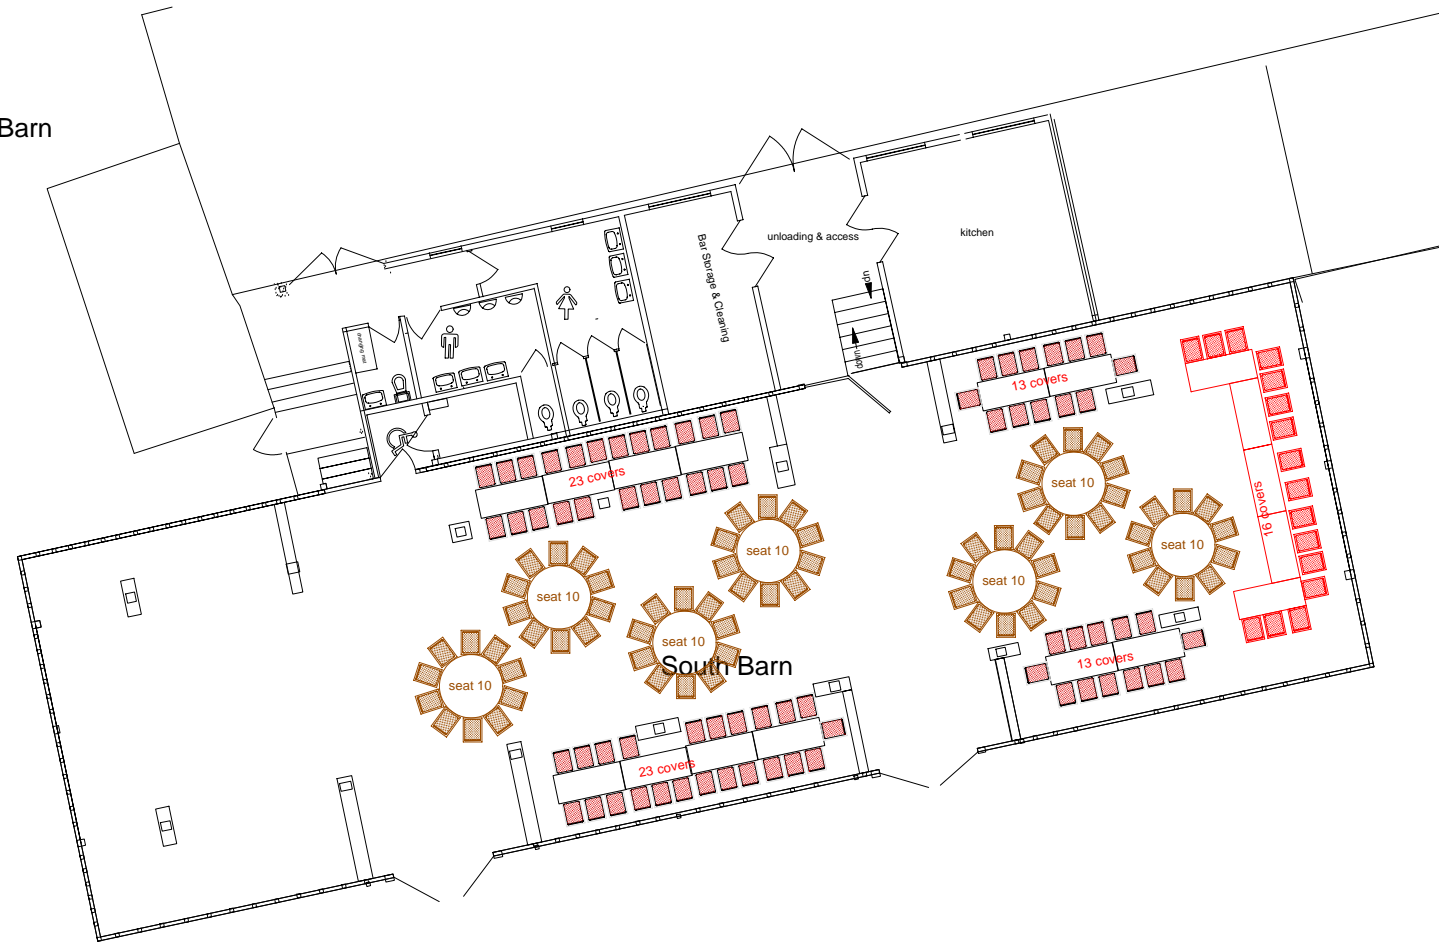 Barn
unloading & access
kitchen
Bar Storage & Cleaning
up
down
13 covers
23 covers
16 covers
seat 10
seat 10
seat 10
seat 10
seat 10
seat 10
seat 10
South Barn
13 covers
23 covers